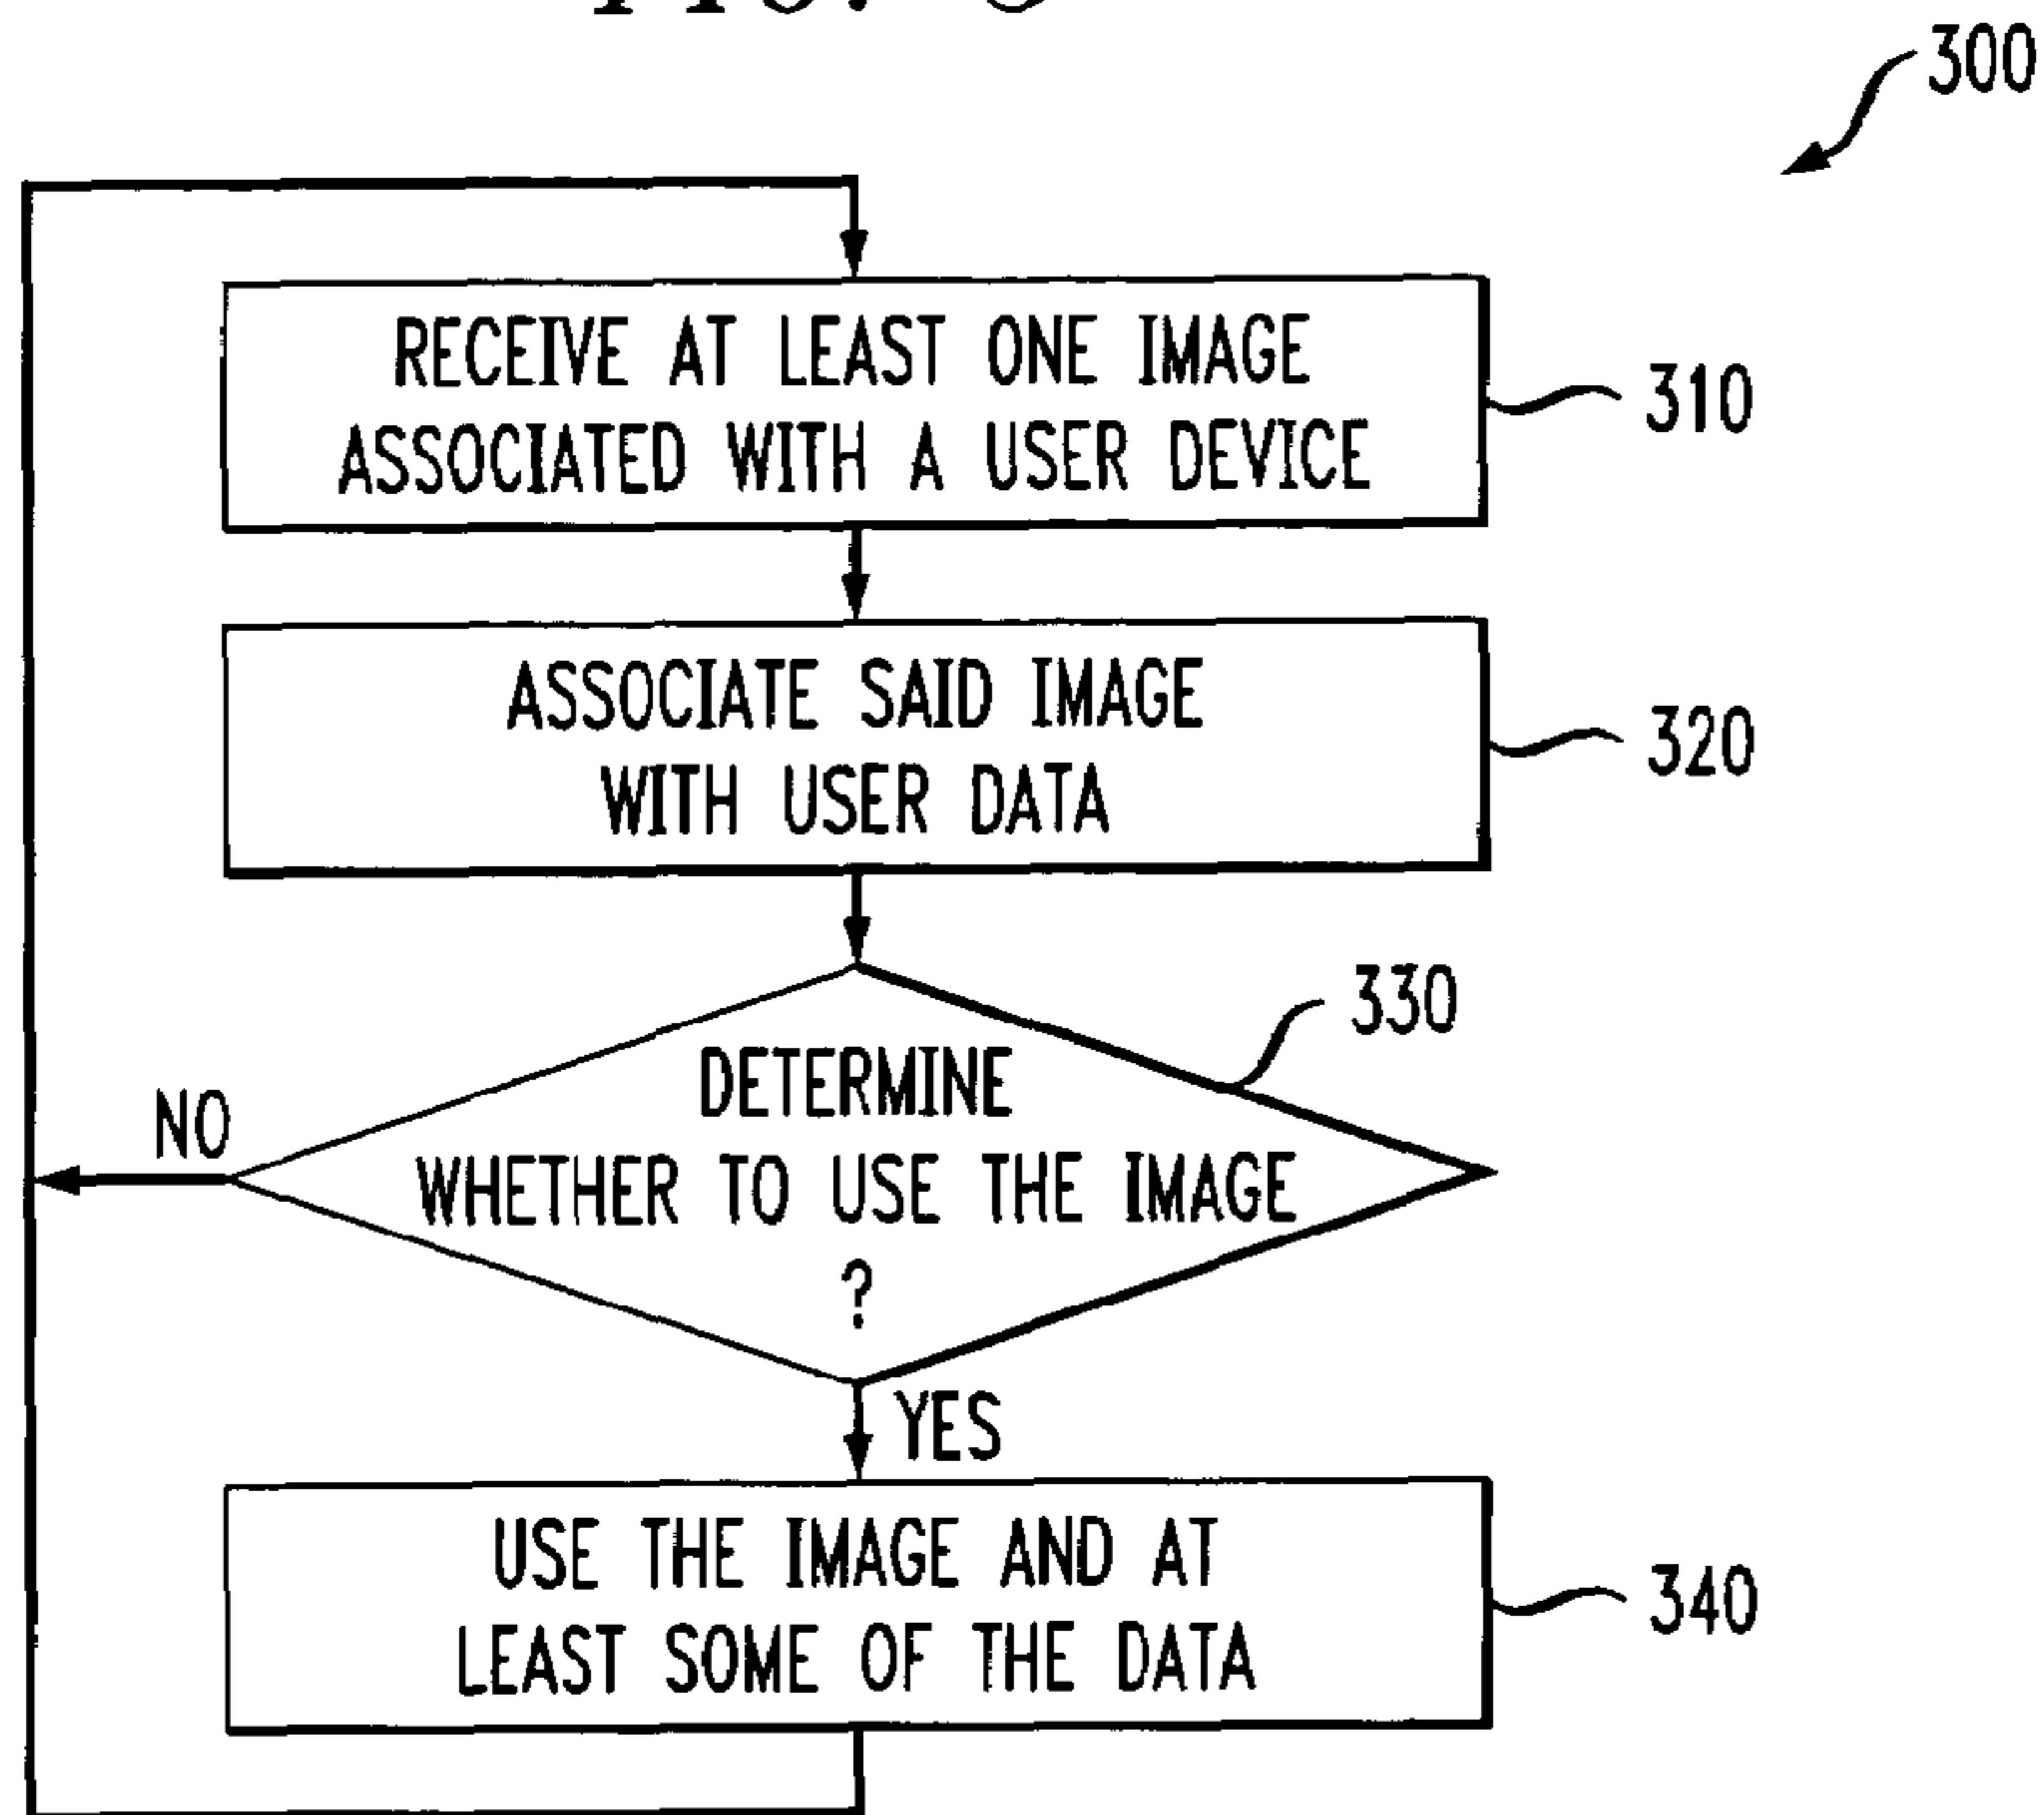 300
RECEIVE AT LEAST ONE IMAGE
ASSOCIATED WITH A USER DEVICE
310
ASSOCIATE SAID IMAGE
WITH USER DATA
320
330
DETERMINE
WHETHER TO USE THE IMAGE
?
NO
YES
USE THE IMAGE AND AT
LEAST SOME OF THE DATA
340